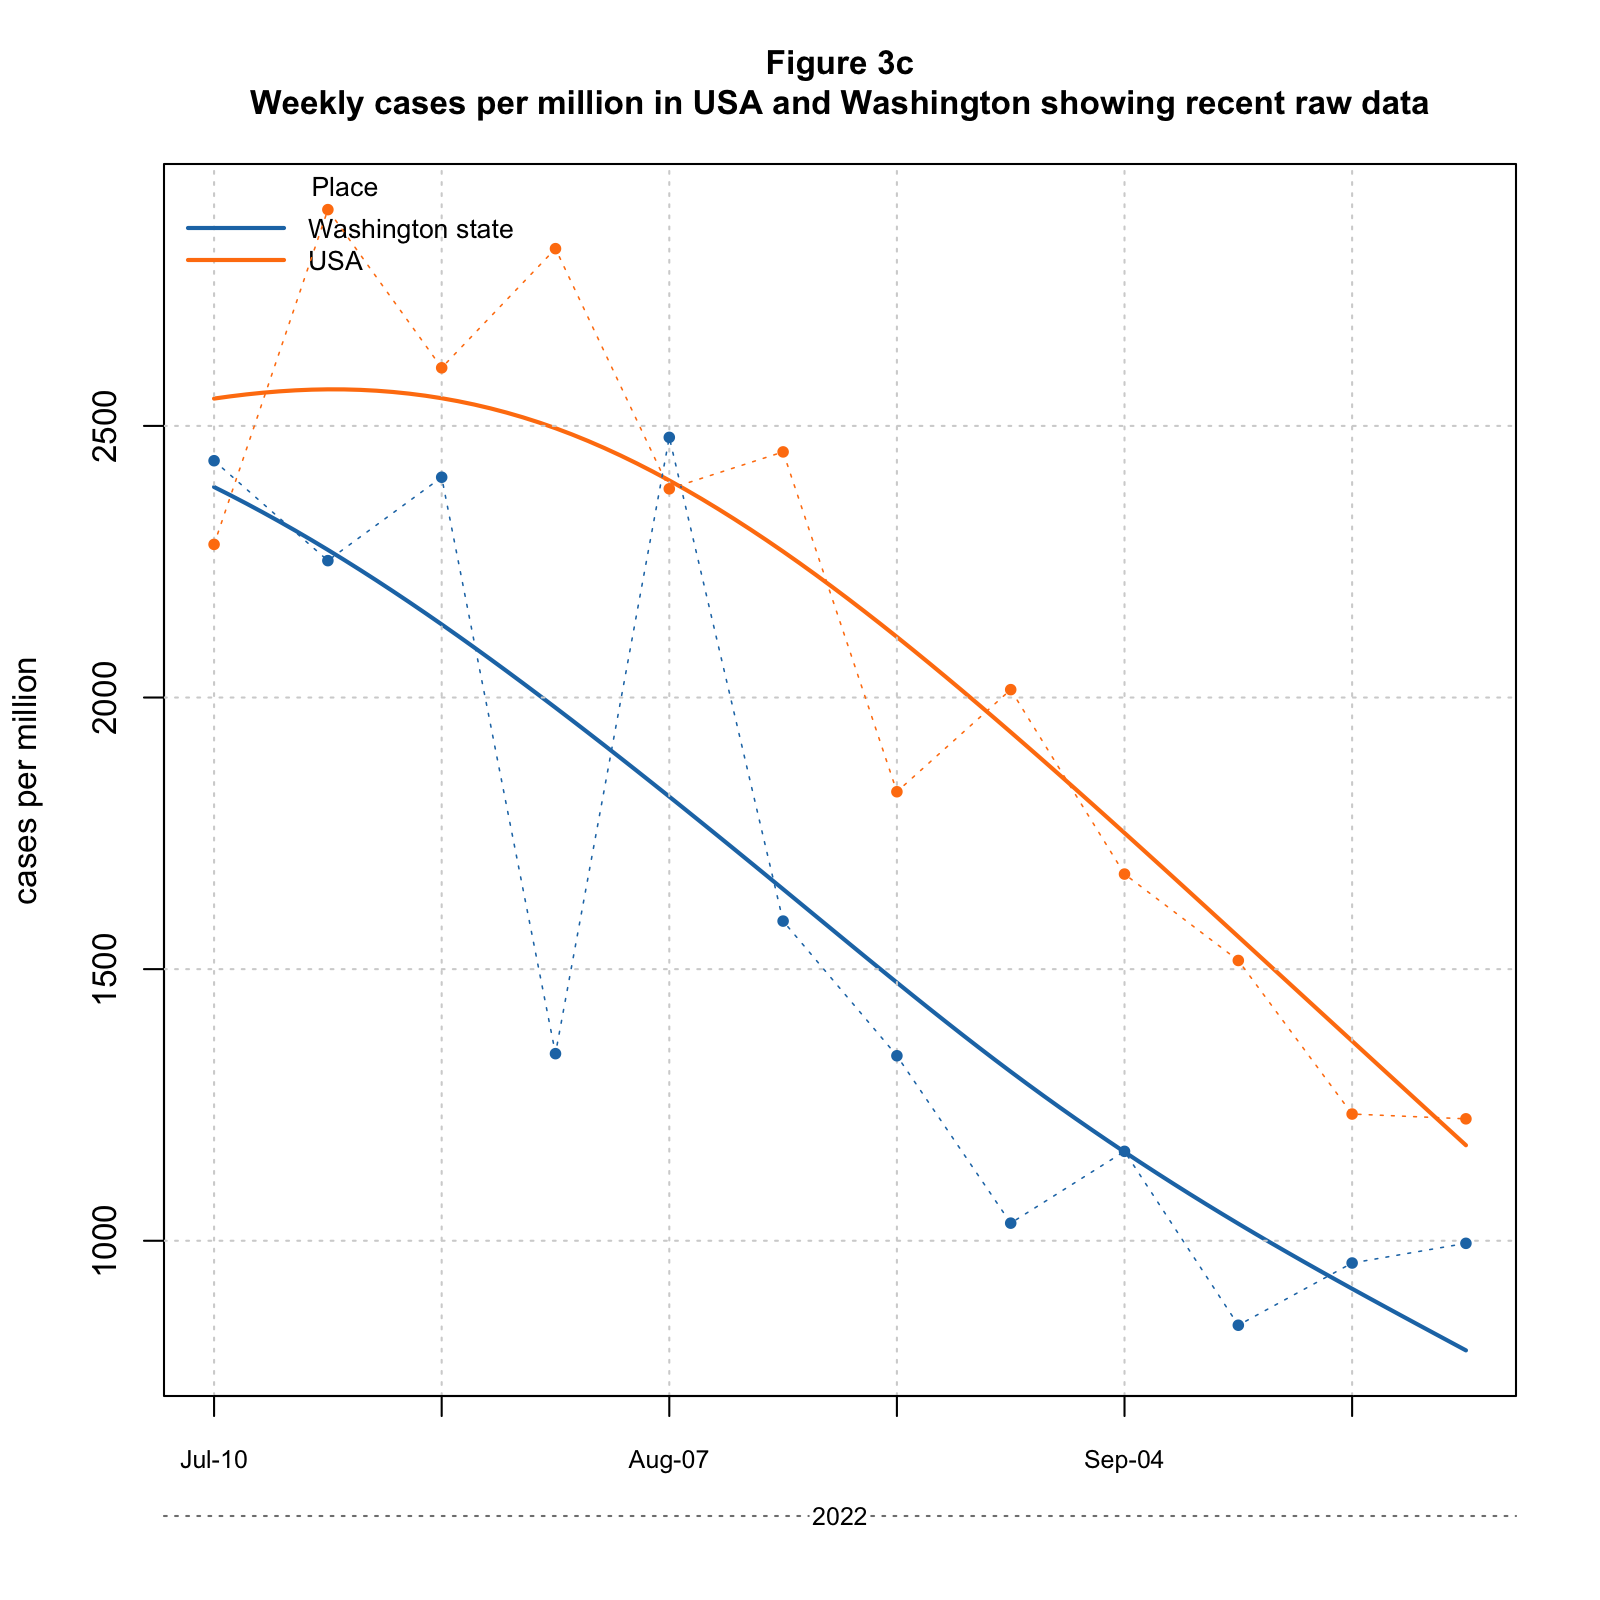 Figure 3c
Weekly cases per million in USA and Washington showing recent raw data
Place
Washington state
USA
cases per million
2500
2000
1500
1000
Jul-10
Aug-07
Sep-04
2022